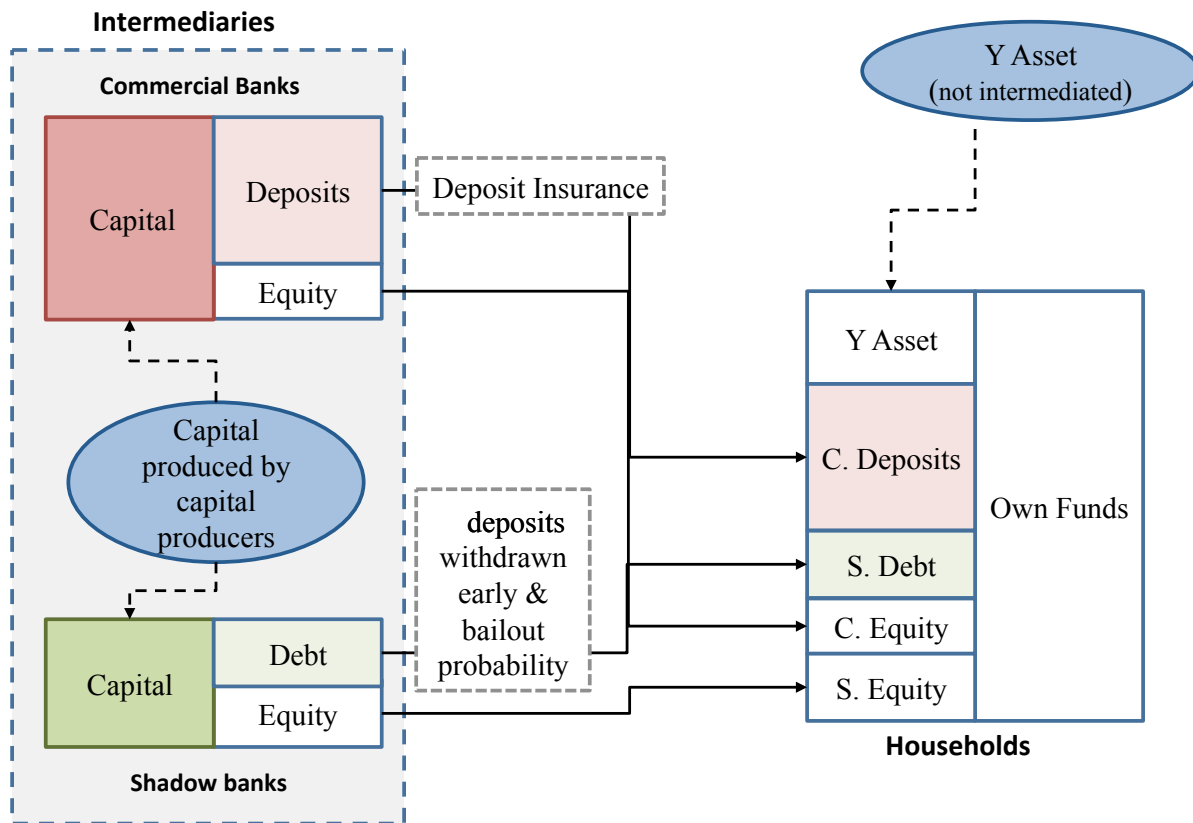 Intermediaries
Commercial Banks
Capital
Deposits
Equity
Deposit Insurance
Y Asset
(not intermediated)
Capital
produced by
capital
producers
deposits
withdrawn
early &
bailout
probability
Capital
Debt
Equity
Shadow banks
Y Asset
C. Deposits
S. Debt
C. Equity
S. Equity
Own Funds
Households